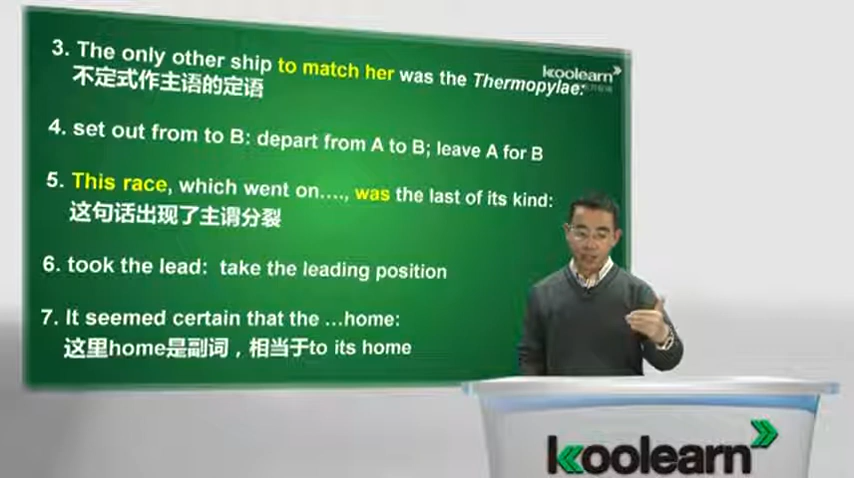 3. The only other ship to match her was the Thermopylae:
不定式作主语的定语
koolearn
4. set out from to B: depart from A to B; leave A for B
5. This race, which went on…., was the last of its kind:
这句话出现了主谓分裂
6. took the lead: take the leading position
7. It seemed certain that the …home:
这里home是副词，相当于to its home
koolearn